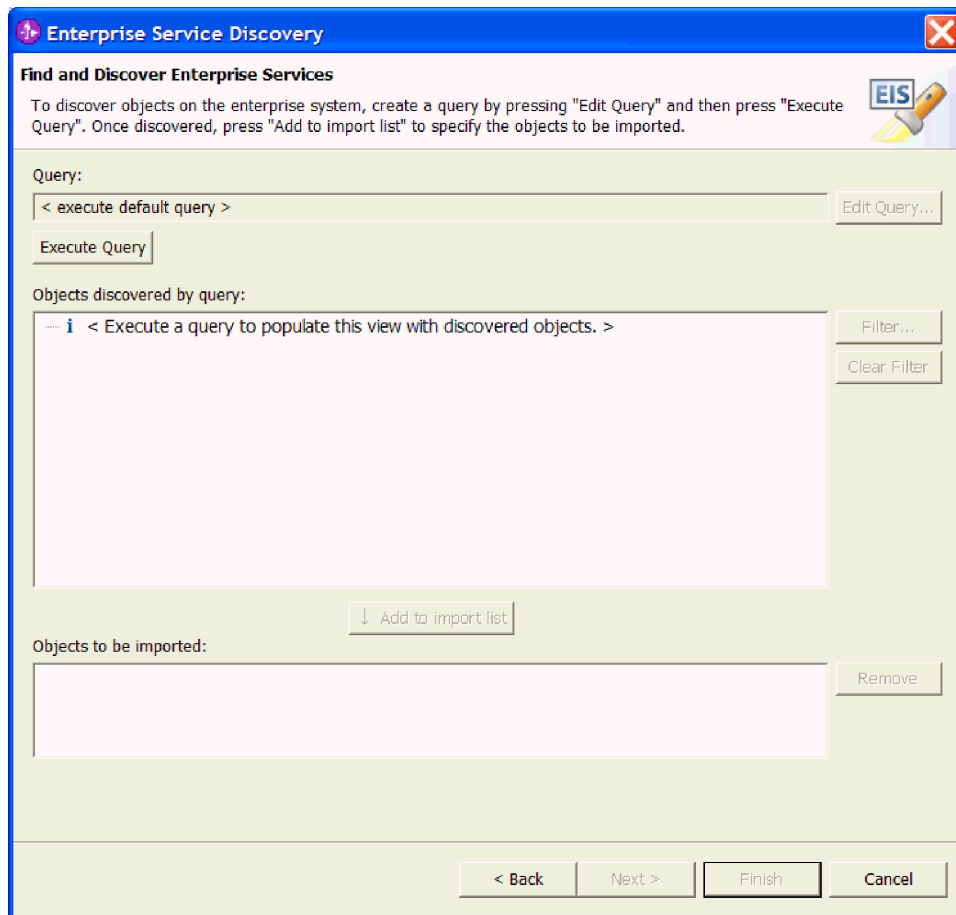 Enterprise Service Discovery
Find and Discover Enterprise Services
To discover objects on the enterprise system, create a query by pressing "Edit Query" and then press "Execute
Query". Once discovered, press "Add to import list" to specify the objects to be imported.
EIS
Query:
< execute default query >
Edit Query...
Execute Query
Objects discovered by query:
i < Execute a query to populate this view with discovered objects. >
Filter...
Clear Filter
↓ Add to import list
Objects to be imported:
Remove
< Back
Next >
Finish
Cancel